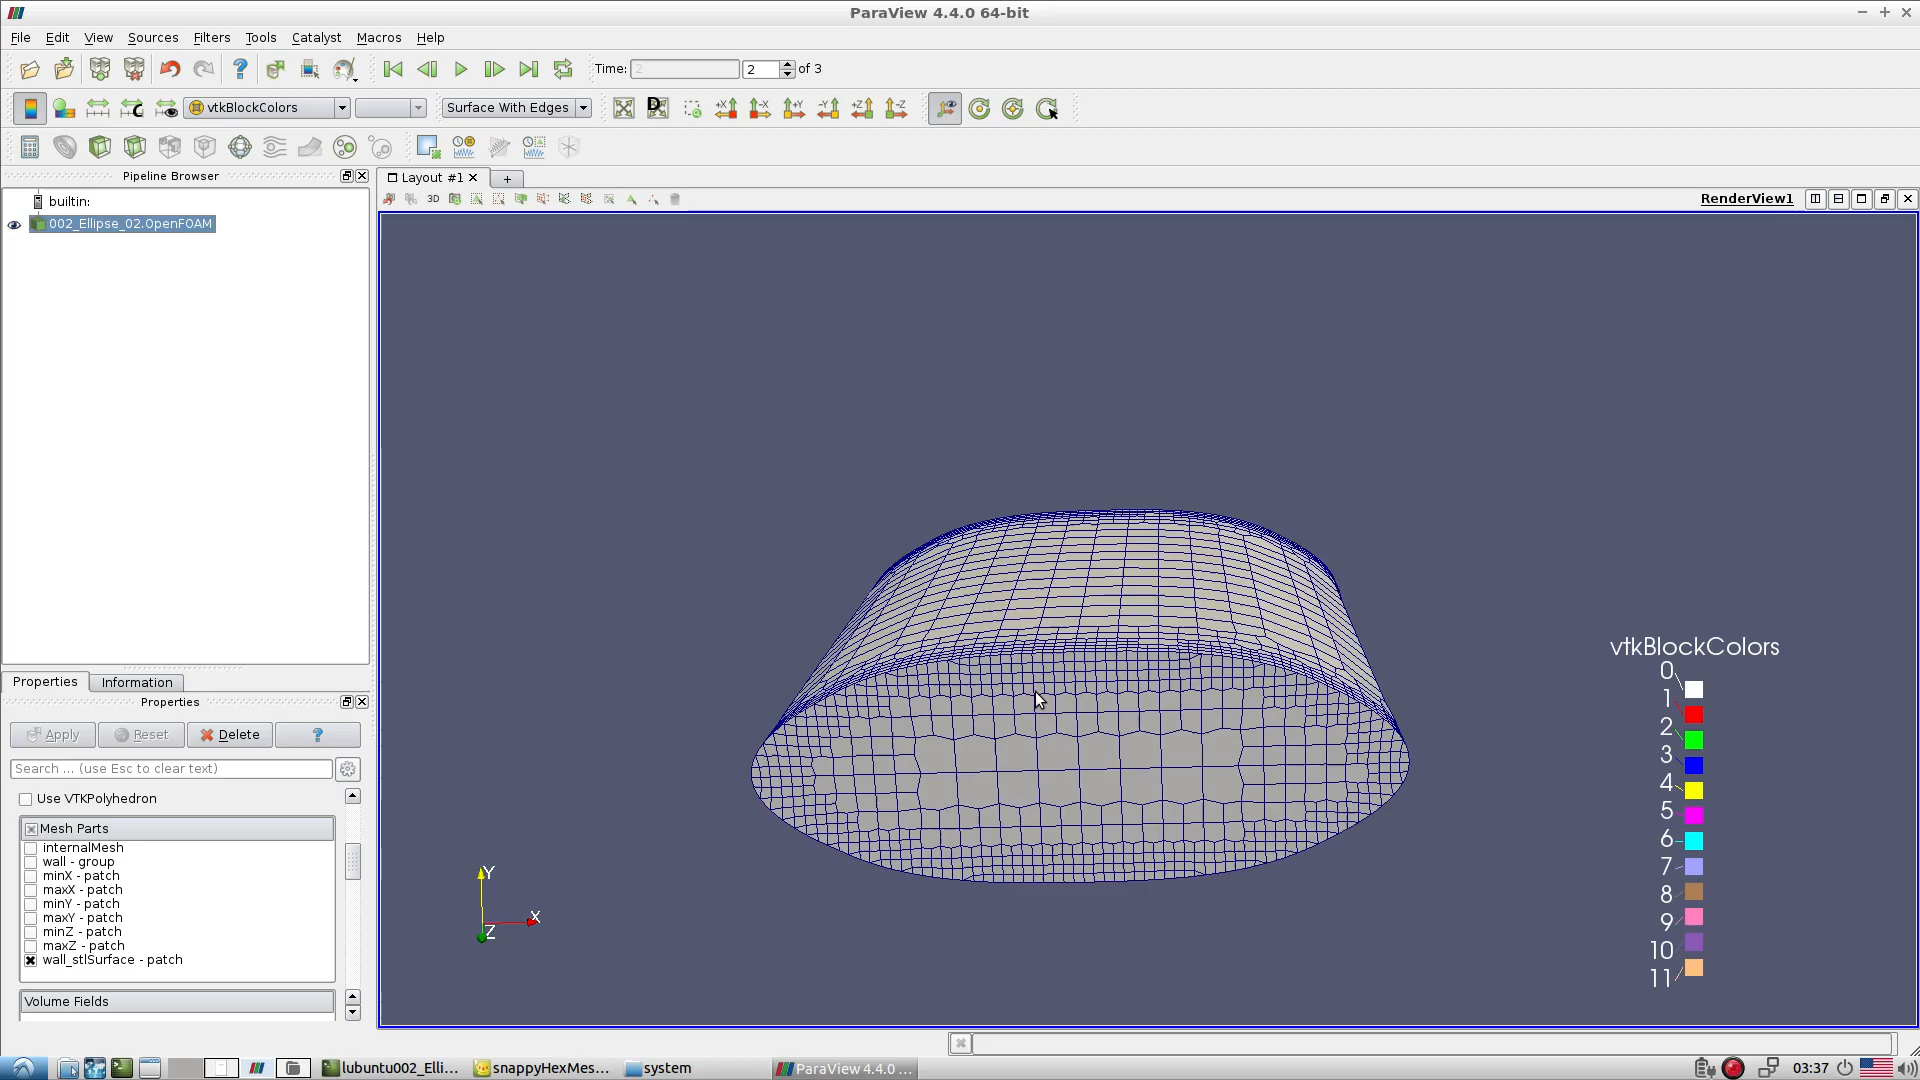 ParaView 4.4.0 64-bit
File Edit View Sources Filters Tools Catalyst Macros Help
Time: 2 2 of 3
vtkBlockColors Surface With Edges
+X -X +Y -Y +Z -Z
Pipeline Browser
Layout #1
builtin:
3D
RenderView1
002_Ellipse_02.OpenFOAM
Properties Information
Properties
Apply Reset Delete ?
Search ... (use Esc to clear text)
Use VTKPolyhedron
Mesh Parts
internalMesh
wall - group
minX - patch
maxX - patch
minY - patch
maxY - patch
minZ - patch
maxZ - patch
wall_stlSurface - patch
Volume Fields
Y
X
Z
vtkBlockColors
0
1
2
3
4
5
6
7
8
9
10
11
lubuntu002_Elli... snappyHexMes... system ParaView 4.4.0 ... 03:37